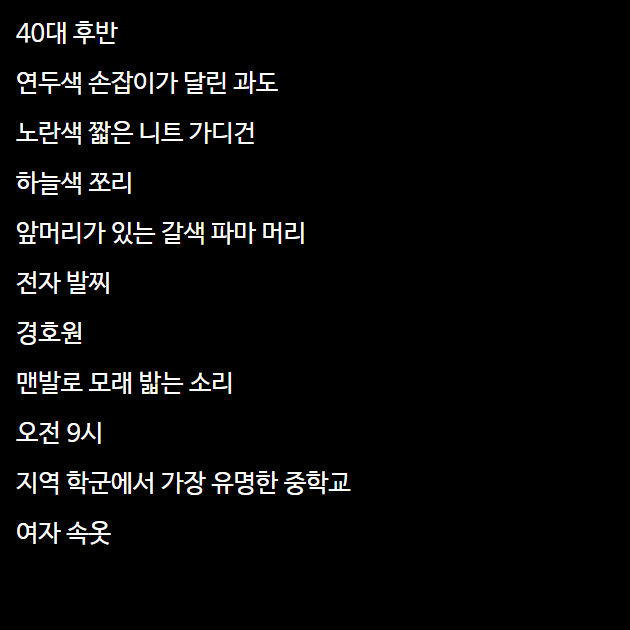 40대 후반
연두색 손잡이가 달린 과도
노란색 짧은 니트 가디건
하늘색 쪼리
앞머리가 있는 갈색 파마 머리
전자 발찌
경호원
맨발로 모래 밟는 소리
오전 9시
지역 학군에서 가장 유명한 중학교
여자 속옷